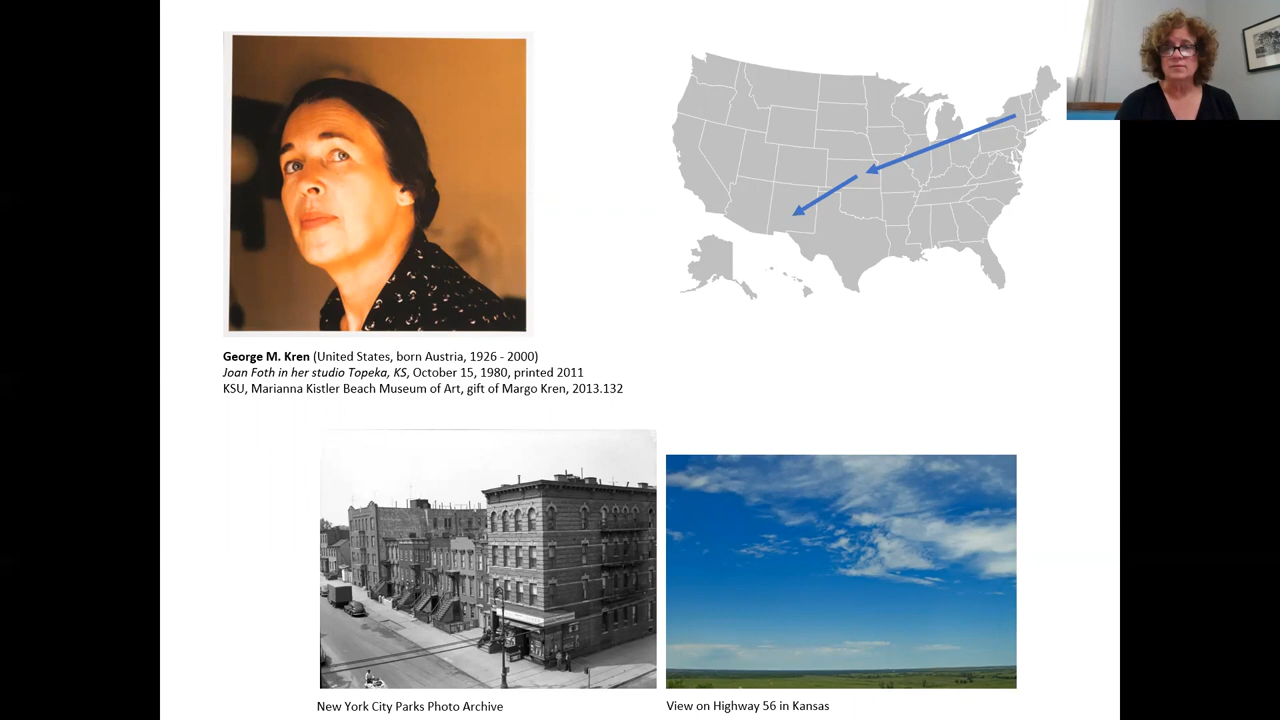 George M. Kren (United States, born Austria, 1926 - 2000)
Joan Foth in her studio Topeka, KS, October 15, 1980, printed 2011
KSU, Marianna Kistler Beach Museum of Art, gift of Margo Kren, 2013.132
New York City Parks Photo Archive
View on Highway 56 in Kansas